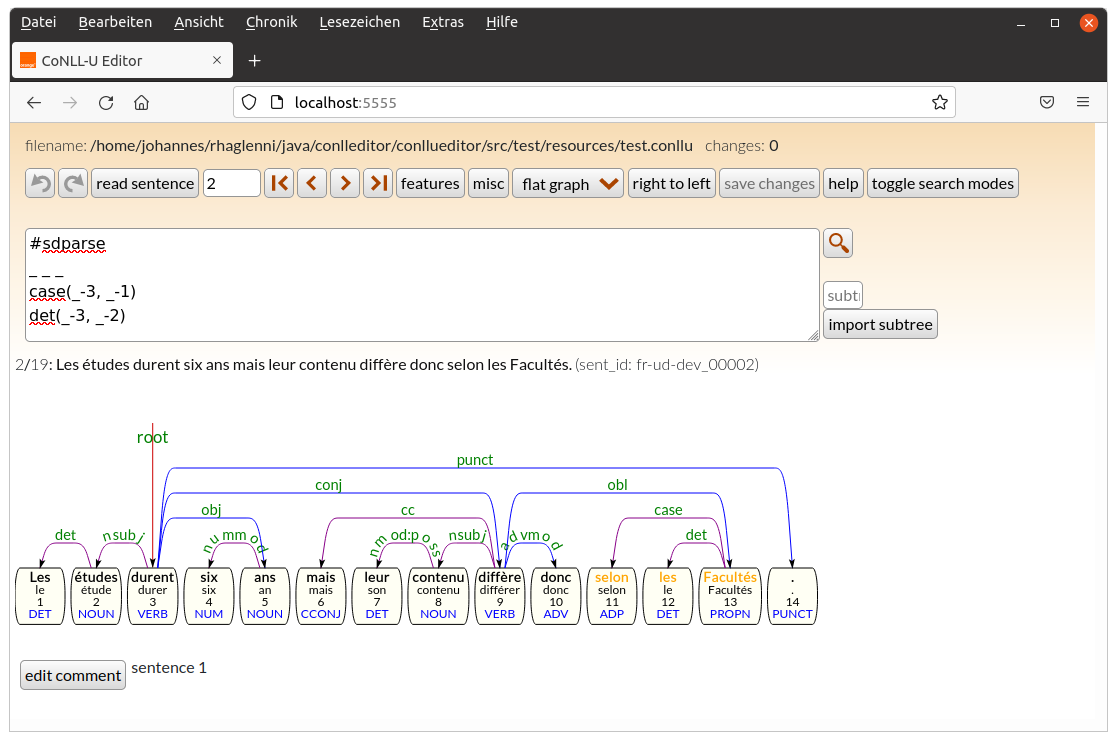 Datei Bearbeiten Ansicht Chronik Lesezeichen Extras Hilfe
CoNLL-U Editor
localhost:5555
filename: /home/johannes/rhaglenni/java/conlleditor/conllueditor/src/test/resources/test.conllu changes: 0
read sentence 2 features misc flat graph right to left save changes help toggle search modes
#sdparse
_ _ _
case(_-3, _-1)
det(_-3, _-2)
subt
import subtree
2/19: Les études durent six ans mais leur contenu diffère donc selon les Facultés. (sent_id: fr-ud-dev_00002)
root
punct
conj obl
obj cc case
det nsubj nummod nmod:poss nsubj advmod det
Les études durent six ans mais leur contenu diffère donc selon les Facultés .
le étude durer six an mais son contenu différer donc selon le Facultés .
1 2 3 4 5 6 7 8 9 10 11 12 13 14
DET NOUN VERB NUM NOUN CCONJ DET NOUN VERB ADV ADP DET PROPN PUNCT
edit comment sentence 1